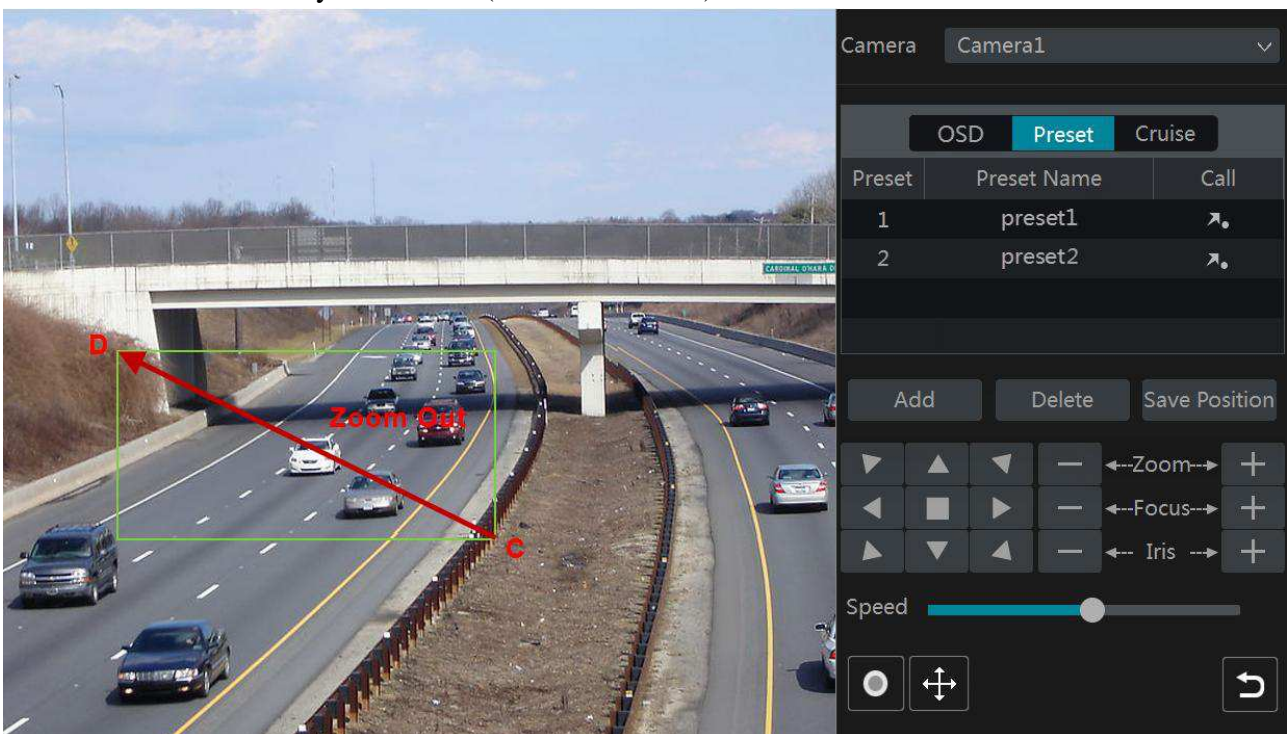 Camera Camera1
OSD Preset Cruise
Preset Preset Name Call
1 preset1
2 preset2
Add Delete Save Position
Zoom
Focus
Iris
Speed
CARDINAL O'HARA
D
Zoom Out
C